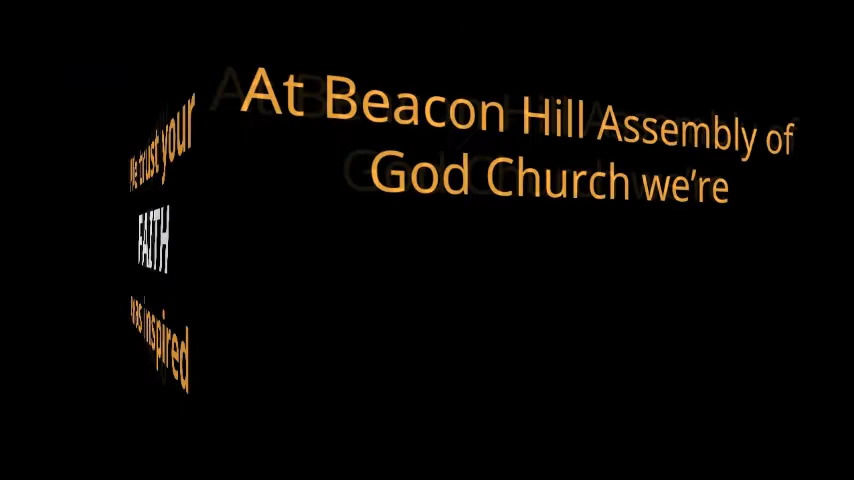 We trust your
FAITH
was inspired
At Beacon Hill Assembly of
God Church we’re